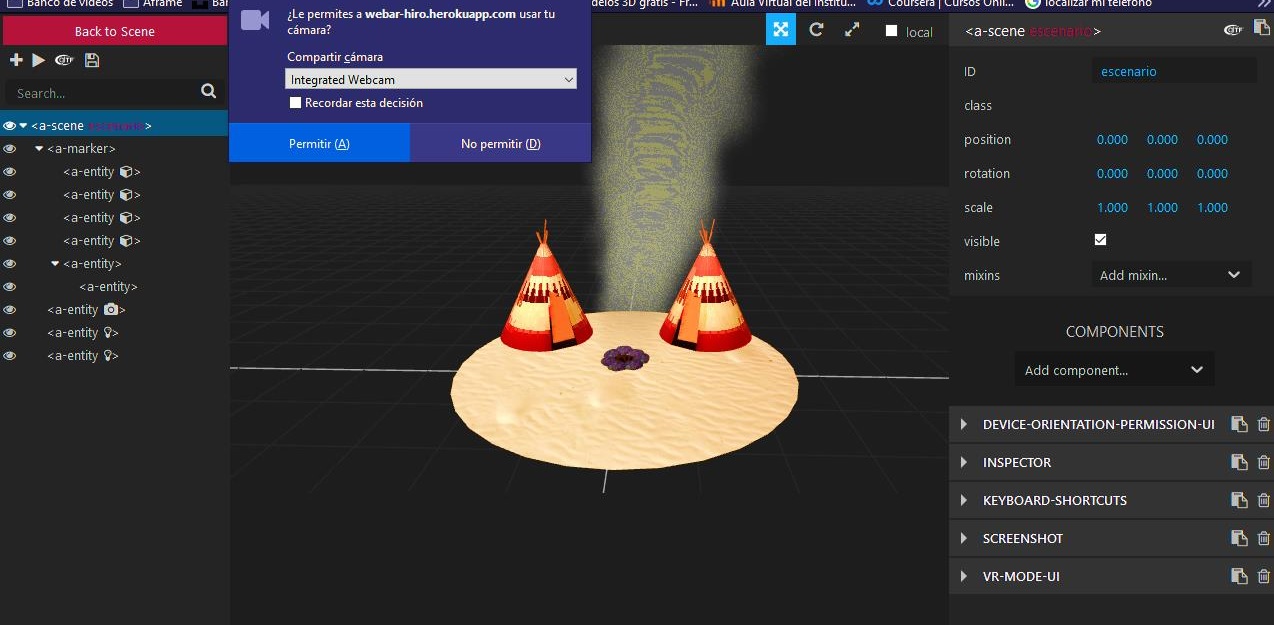 Banco de videos
Aframe
delos 3D gratis - Fr...
Aula Virtual del Institu...
Coursera | Cursos Onli...
localizar mi telefono
Back to Scene
Search...
<a-scene escenario>
<a-marker>
<a-entity >
<a-entity >
<a-entity >
<a-entity >
<a-entity>
<a-entity>
<a-entity >
<a-entity >
<a-entity >
¿Le permites a webar-hiro.herokuapp.com usar tu
cámara?
Compartir cámara
Integrated Webcam
Recordar esta decisión
Permitir (A)
No permitir (D)
local
<a-scene escenario>
glTF
ID
escenario
class
position 0.000 0.000 0.000
rotation 0.000 0.000 0.000
scale 1.000 1.000 1.000
visible
mixins
Add mixin...
COMPONENTS
Add component...
DEVICE-ORIENTATION-PERMISSION-UI
INSPECTOR
KEYBOARD-SHORTCUTS
SCREENSHOT
VR-MODE-UI